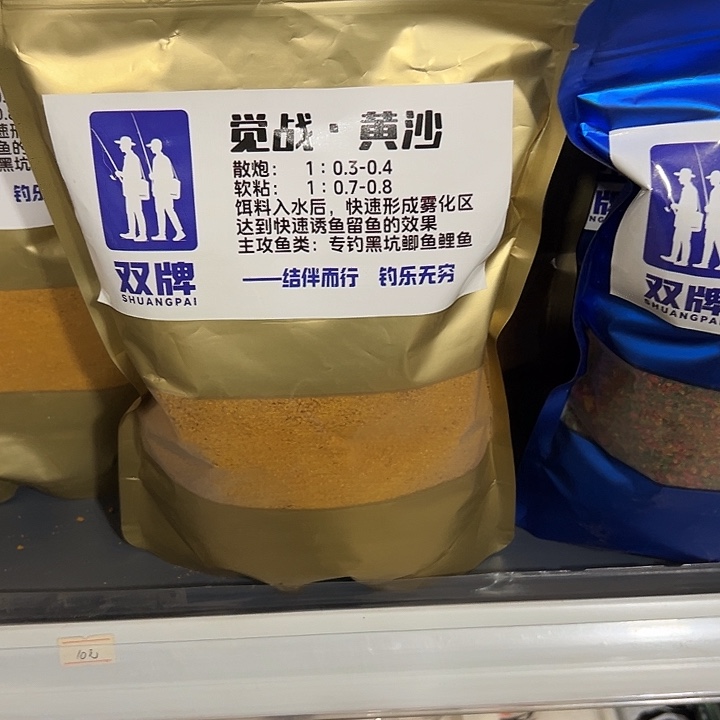 觉战·黄沙
散炮： 1：0.3-0.4
软粘： 1：0.7-0.8
饵料入水后，快速形成雾化区
达到快速诱鱼留鱼的效果
主攻鱼类：专钓黑坑鲫鱼鲤鱼
——结伴而行 钓乐无穷
双牌
SHUANGPAI
双牌
SHUANGPAI
10元